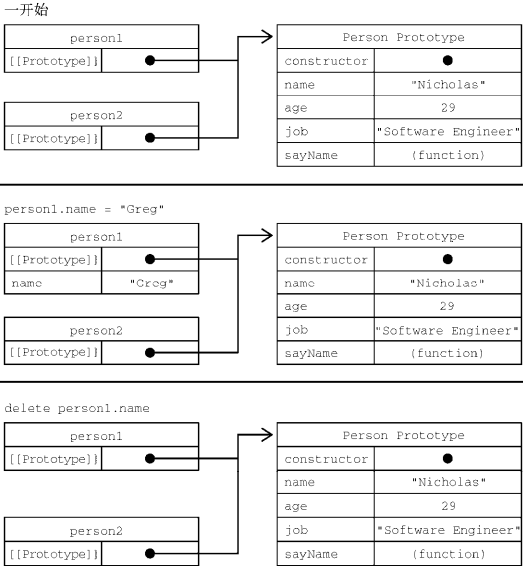 一开始
person1
[[Prototype]]
person2
[[Prototype]]
Person Prototype
constructor
name "Nicholas"
age 29
job "Software Engineer"
sayName (function)
person1.name = "Greg"
person1
[[Prototype]]
name "Greg"
person2
[[Prototype]]
Person Prototype
constructor
name "Nicholas"
age 29
job "Software Engineer"
sayName (function)
delete person1.name
person1
[[Prototype]]
person2
[[Prototype]]
Person Prototype
constructor
name "Nicholas"
age 29
job "Software Engineer"
sayName (function)